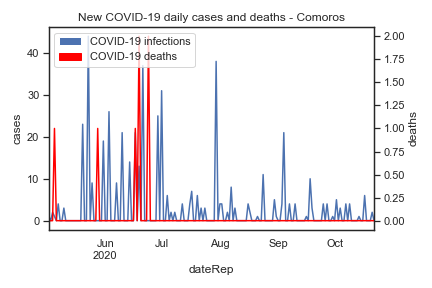 New COVID-19 daily cases and deaths - Comoros
COVID-19 infections
COVID-19 deaths
cases
40
30
20
10
0
deaths
2.00
1.75
1.50
1.25
1.00
0.75
0.50
0.25
0.00
Jun
2020
Jul
Aug
Sep
Oct
dateRep